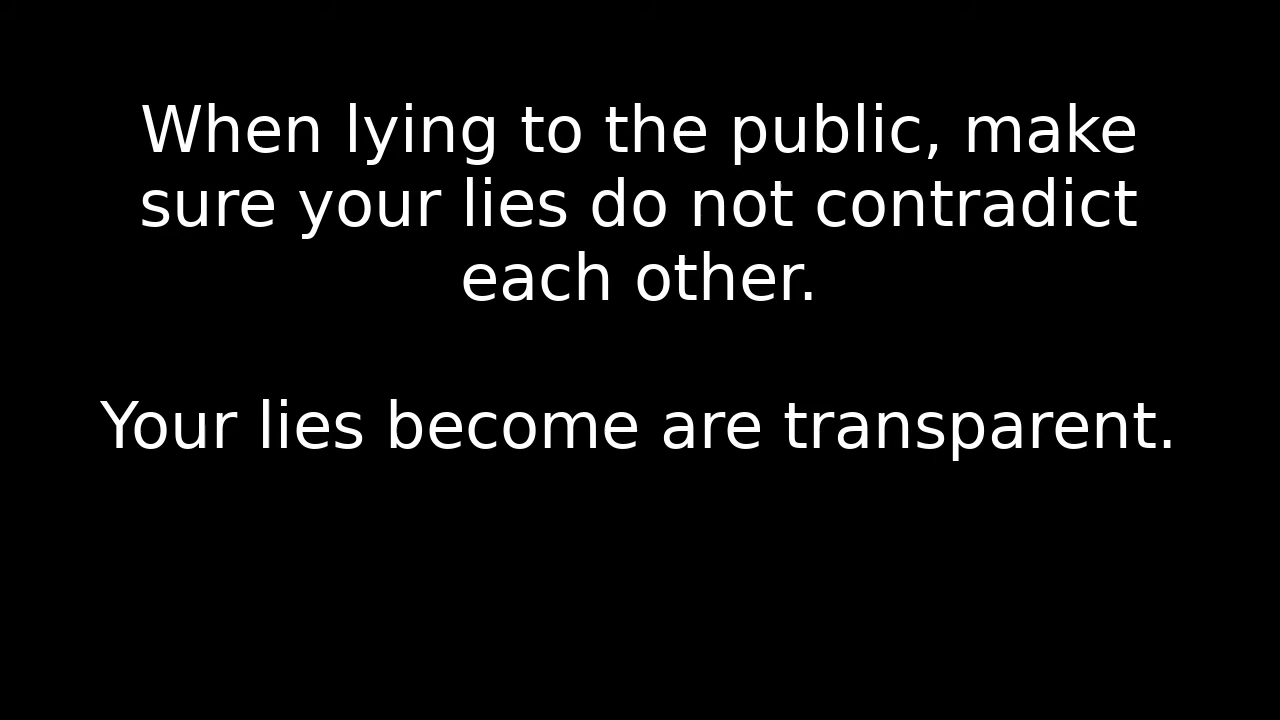 When lying to the public, make
sure your lies do not contradict
each other.
Your lies become are transparent.